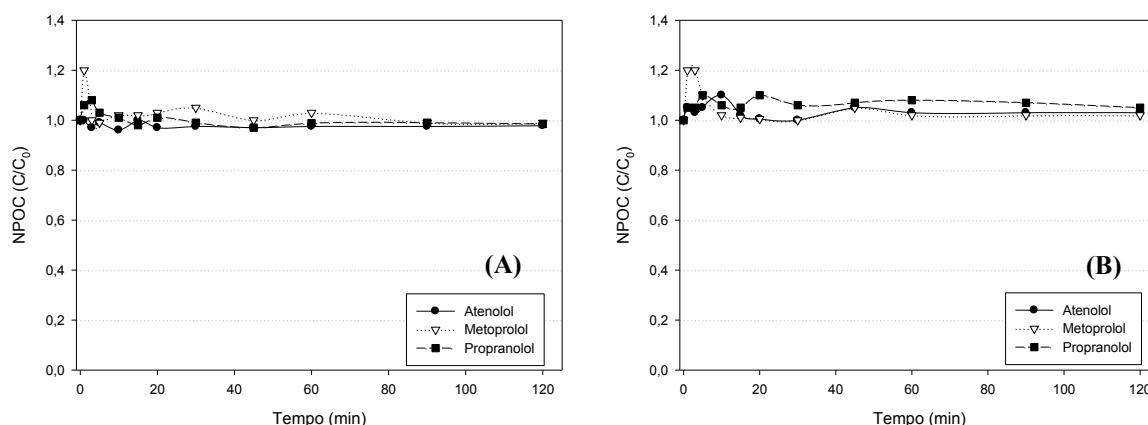 1,4
1,2
1,0
0,8
0,6
0,4
0,2
0,0
NPOC (C/C0)
0 20 40 60 80 100 120
Tempo (min)
(A)
Atenolol
Metoprolol
Propranolol
1,4
1,2
1,0
0,8
0,6
0,4
0,2
0,0
NPOC (C/C0)
0 20 40 60 80 100 120
Tempo (min)
(B)
Atenolol
Metoprolol
Propranolol